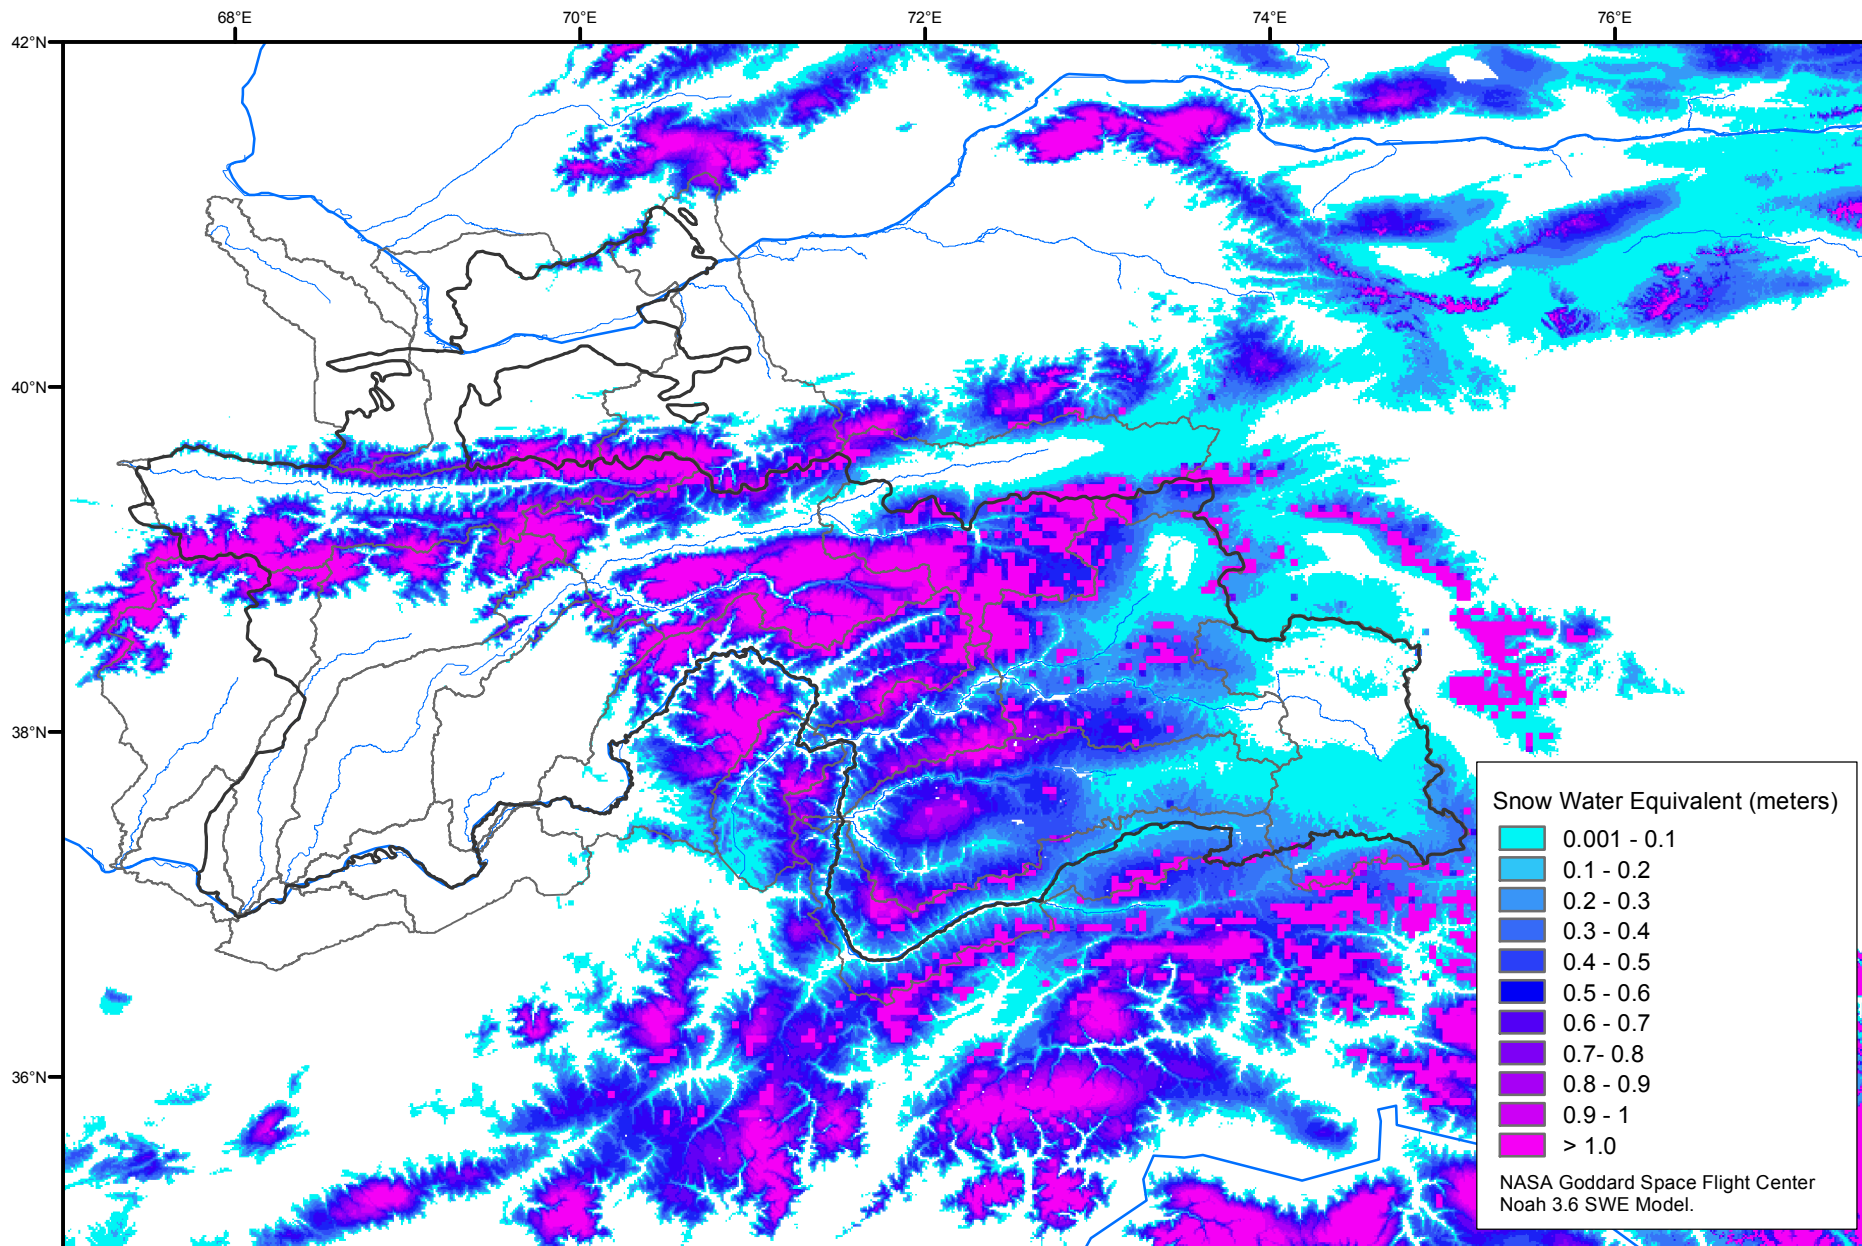 68°E 70°E 72°E 74°E 76°E
42°N
40°N
38°N
36°N
Snow Water Equivalent (meters)
0.001 - 0.1
0.1 - 0.2
0.2 - 0.3
0.3 - 0.4
0.4 - 0.5
0.5 - 0.6
0.6 - 0.7
0.7- 0.8
0.8 - 0.9
0.9 - 1
> 1.0
NASA Goddard Space Flight Center
Noah 3.6 SWE Model.